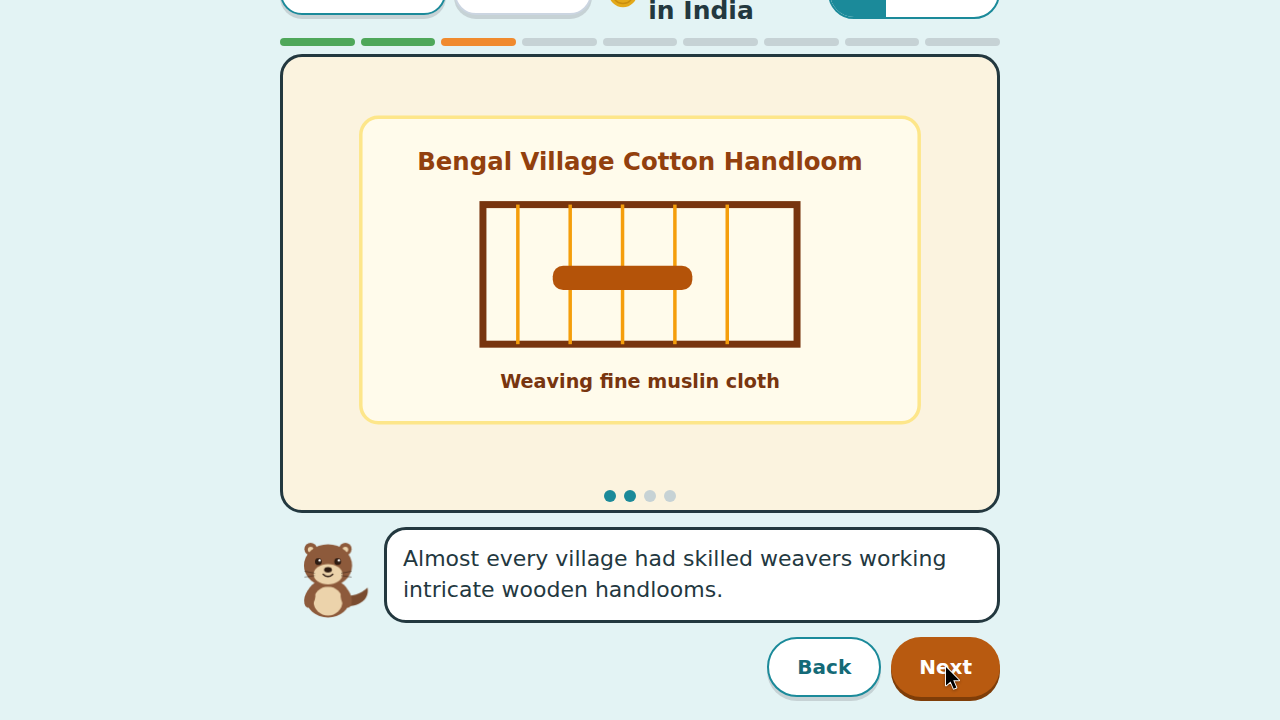 in India
Bengal Village Cotton Handloom
Weaving fine muslin cloth
Almost every village had skilled weavers working
intricate wooden handlooms.
Back
Next